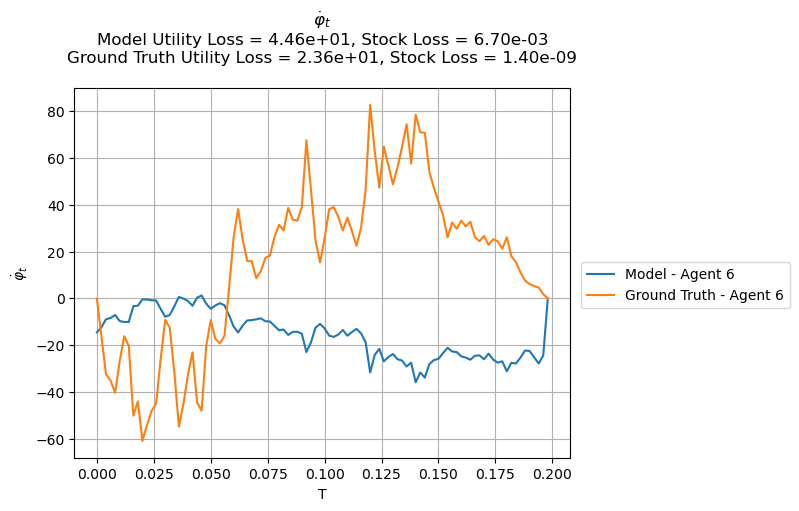 φ̇ₜ
Model Utility Loss = 4.46e+01, Stock Loss = 6.70e-03
Ground Truth Utility Loss = 2.36e+01, Stock Loss = 1.40e-09
φ̇ₜ
80
60
40
20
0
−20
−40
−60
0.000 0.025 0.050 0.075 0.100 0.125 0.150 0.175 0.200
T
Model - Agent 6
Ground Truth - Agent 6